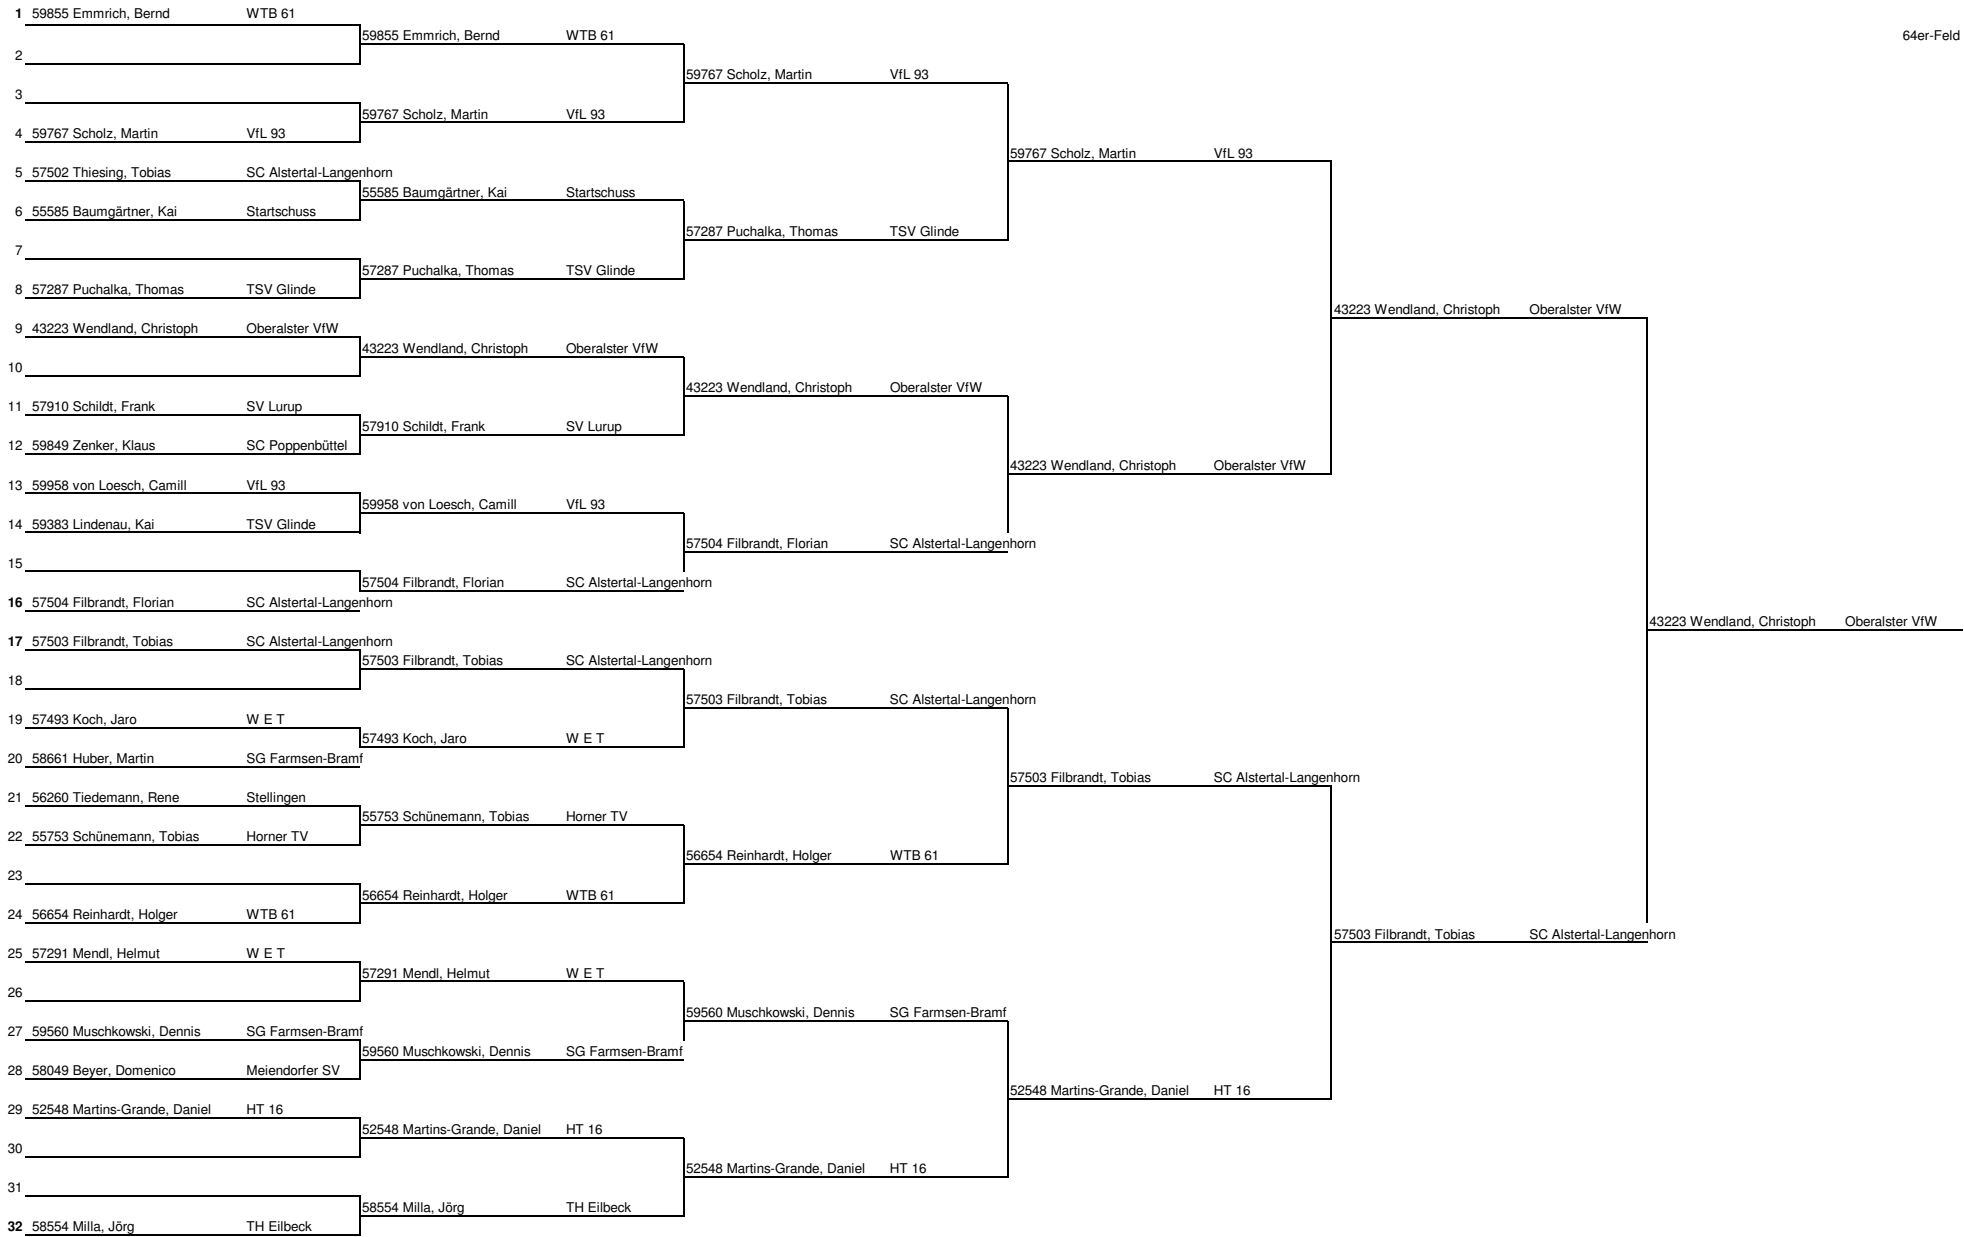 1 59855 Emmrich, Bernd WTB 61
59855 Emmrich, Bernd WTB 61
64er-Feld
2
59767 Scholz, Martin VfL 93
3
59767 Scholz, Martin VfL 93
4 59767 Scholz, Martin VfL 93
59767 Scholz, Martin VfL 93
5 57502 Thiesing, Tobias SC Alstertal-Langenhorn
55585 Baumgärtner, Kai Startschuss
6 55585 Baumgärtner, Kai Startschuss
57287 Puchalka, Thomas TSV Glinde
7
57287 Puchalka, Thomas TSV Glinde
8 57287 Puchalka, Thomas TSV Glinde
43223 Wendland, Christoph Oberalster VfW
9 43223 Wendland, Christoph Oberalster VfW
43223 Wendland, Christoph Oberalster VfW
10
43223 Wendland, Christoph Oberalster VfW
11 57910 Schildt, Frank SV Lurup
57910 Schildt, Frank SV Lurup
12 59849 Zenker, Klaus SC Poppenbüttel
43223 Wendland, Christoph Oberalster VfW
13 59958 von Loesch, Camill VfL 93
59958 von Loesch, Camill VfL 93
14 59383 Lindenau, Kai TSV Glinde
57504 Filbrandt, Florian SC Alstertal-Langenhorn
15
57504 Filbrandt, Florian SC Alstertal-Langenhorn
16 57504 Filbrandt, Florian SC Alstertal-Langenhorn
43223 Wendland, Christoph Oberalster VfW
17 57503 Filbrandt, Tobias SC Alstertal-Langenhorn
57503 Filbrandt, Tobias SC Alstertal-Langenhorn
18
57503 Filbrandt, Tobias SC Alstertal-Langenhorn
19 57493 Koch, Jaro W E T
57493 Koch, Jaro W E T
20 58661 Huber, Martin SG Farmsen-Bramf
57503 Filbrandt, Tobias SC Alstertal-Langenhorn
21 56260 Tiedemann, Rene Stellingen
55753 Schünemann, Tobias Horner TV
22 55753 Schünemann, Tobias Horner TV
56654 Reinhardt, Holger WTB 61
23
56654 Reinhardt, Holger WTB 61
24 56654 Reinhardt, Holger WTB 61
57503 Filbrandt, Tobias SC Alstertal-Langenhorn
25 57291 Mendl, Helmut W E T
57291 Mendl, Helmut W E T
26
59560 Muschkowski, Dennis SG Farmsen-Bramf
27 59560 Muschkowski, Dennis SG Farmsen-Bramf
59560 Muschkowski, Dennis SG Farmsen-Bramf
28 58049 Beyer, Domenico Meiendorfer SV
52548 Martins-Grande, Daniel HT 16
29 52548 Martins-Grande, Daniel HT 16
52548 Martins-Grande, Daniel HT 16
30
52548 Martins-Grande, Daniel HT 16
31
58554 Milla, Jörg TH Eilbeck
32 58554 Milla, Jörg TH Eilbeck